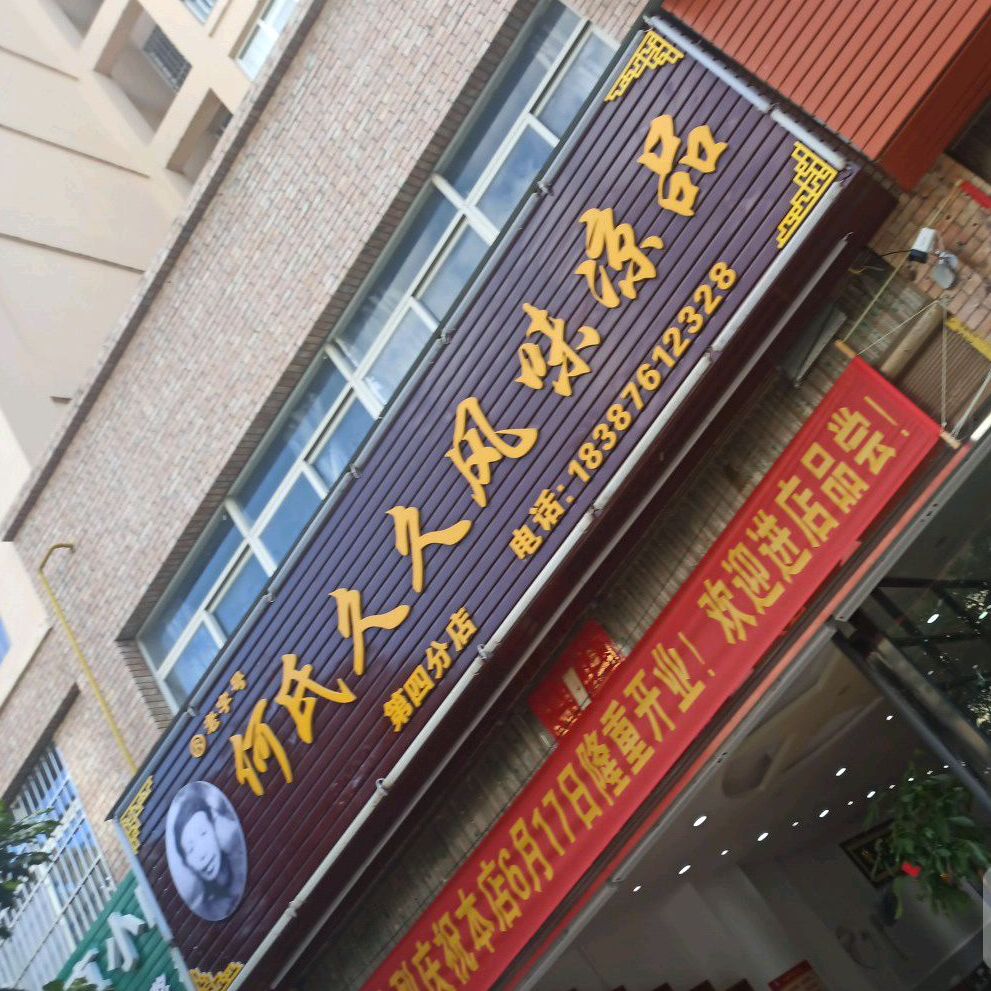 ® 老字号
何氏久久风味凉品
第四分店
电话:18387612328
庆祝本店6月17日隆重开业!欢迎进店品尝!